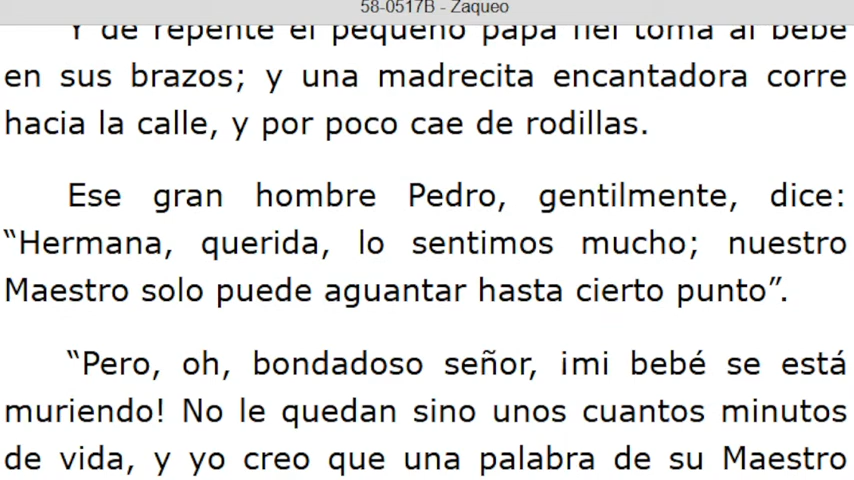 58-0517B - Zaqueo
Y de repente el pequeño papá fiel toma al bebé
en sus brazos; y una madrecita encantadora corre
hacia la calle, y por poco cae de rodillas.
Ese gran hombre Pedro, gentilmente, dice:
“Hermana, querida, lo sentimos mucho; nuestro
Maestro solo puede aguantar hasta cierto punto”.
“Pero, oh, bondadoso señor, ¡mi bebé se está
muriendo! No le quedan sino unos cuantos minutos
de vida, y yo creo que una palabra de su Maestro